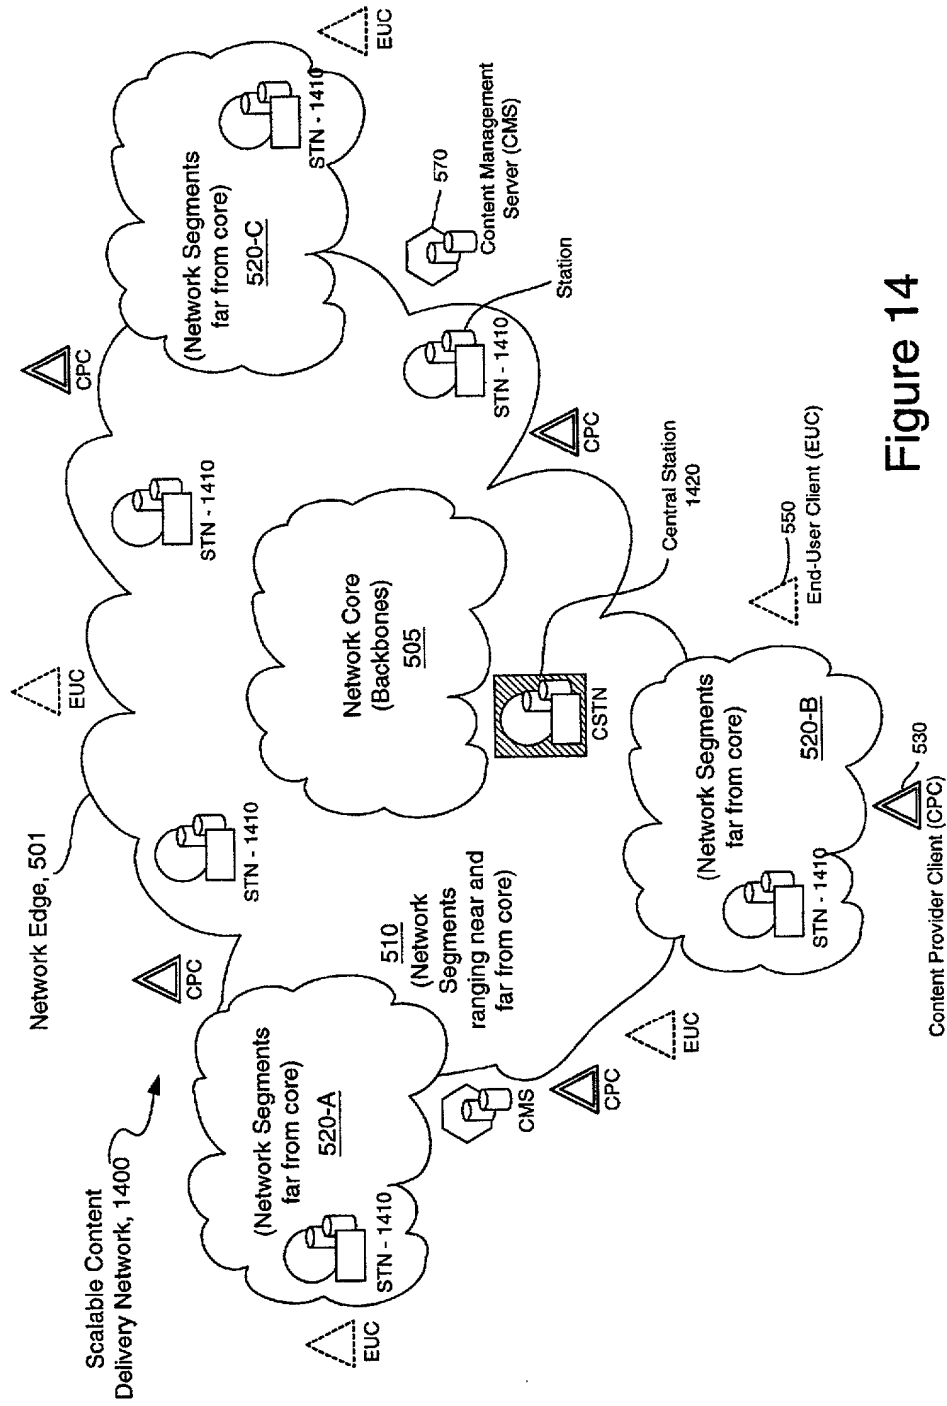 Scalable Content
Delivery Network, 1400
Network Edge, 501
EUC
CPC
CPC
STN - 1410
STN - 1410
(Network Segments
far from core)
520-C
STN - 1410
EUC
(Network Segments
far from core)
520-A
STN - 1410
EUC
510
(Network
Segments
ranging near and
far from core)
Network Core
(Backbones)
505
570
Content Management
Server (CMS)
STN - 1410
Station
CMS
CSTN
CPC
CPC
Central Station
1420
EUC
(Network Segments
far from core)
520-B
STN - 1410
550
End-User Client (EUC)
530
Content Provider Client (CPC)
Figure 14